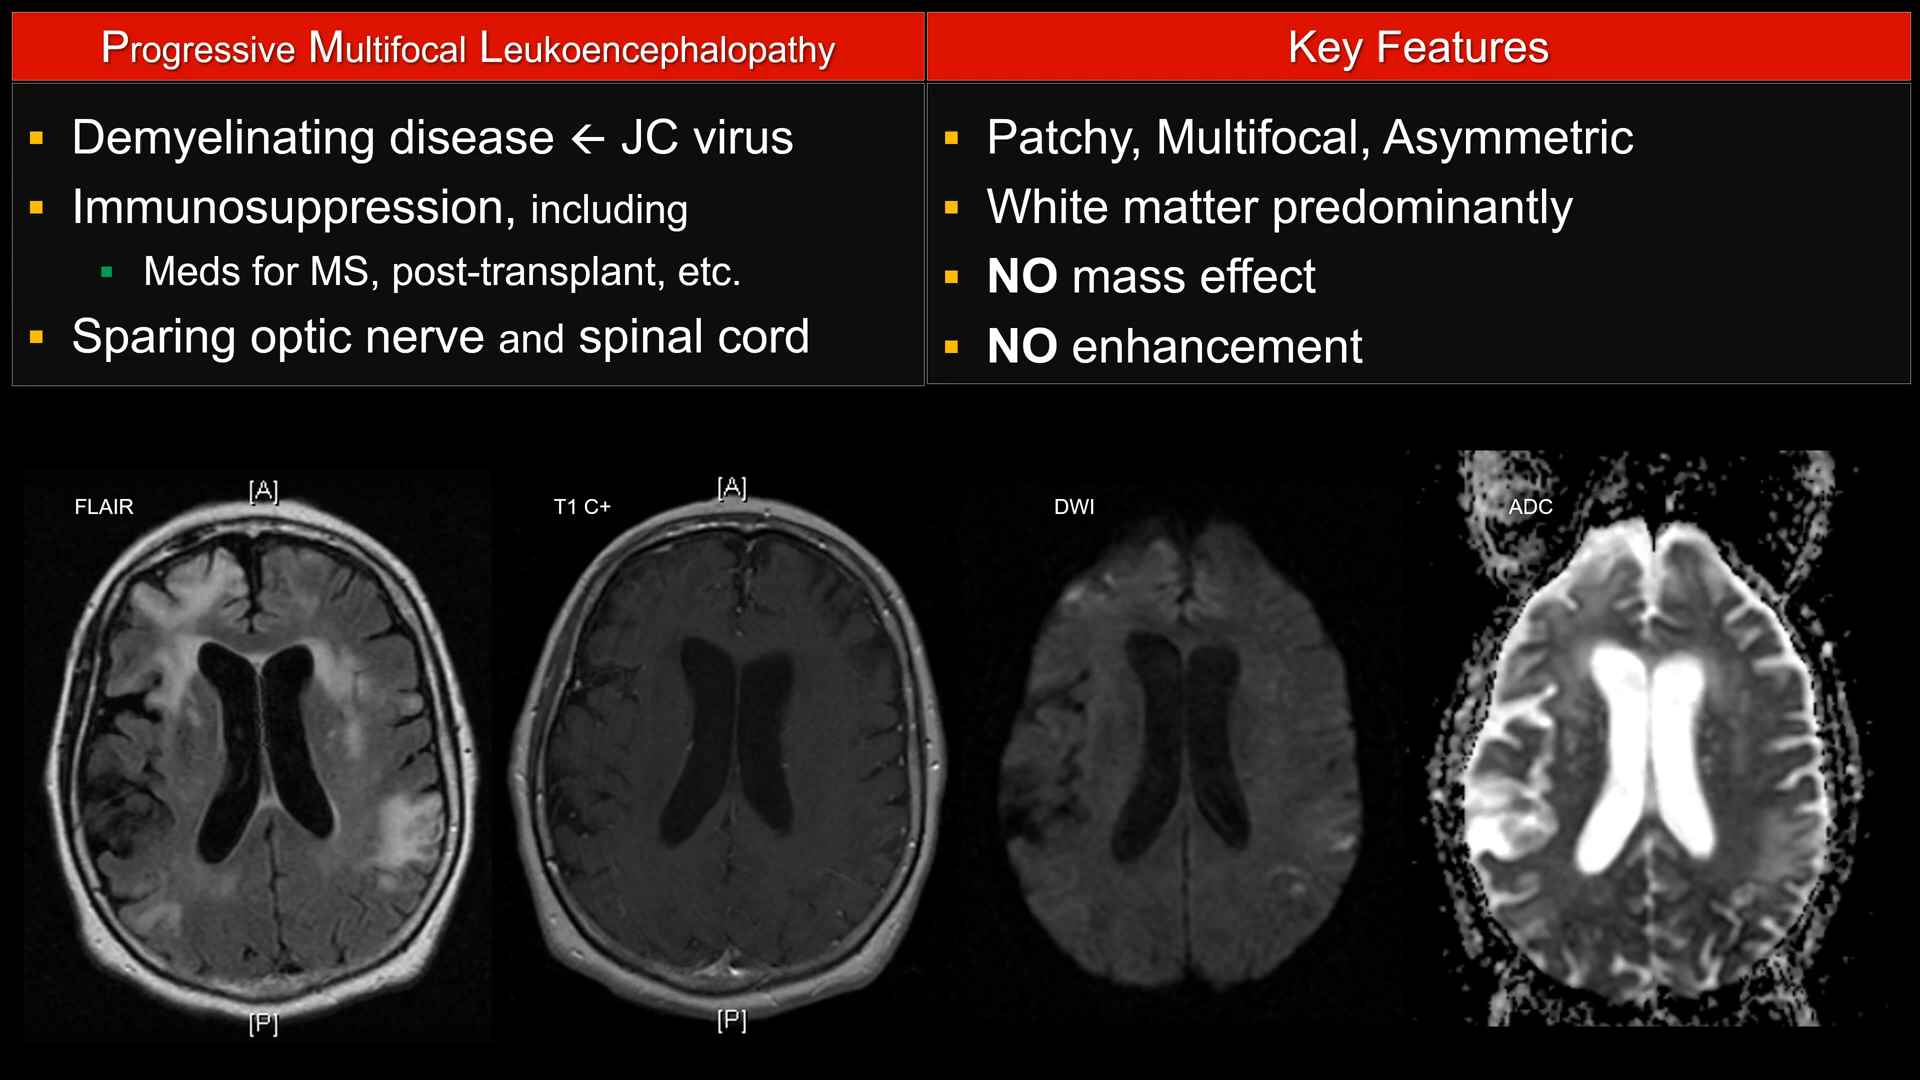 Progressive Multifocal Leukoencephalopathy
Demyelinating disease ← JC virus
Immunosuppression, including
Meds for MS, post-transplant, etc.
Sparing optic nerve and spinal cord
Key Features
Patchy, Multifocal, Asymmetric
White matter predominantly
NO mass effect
NO enhancement
FLAIR
[A]
[P]
T1 C+
[A]
[P]
DWI
ADC